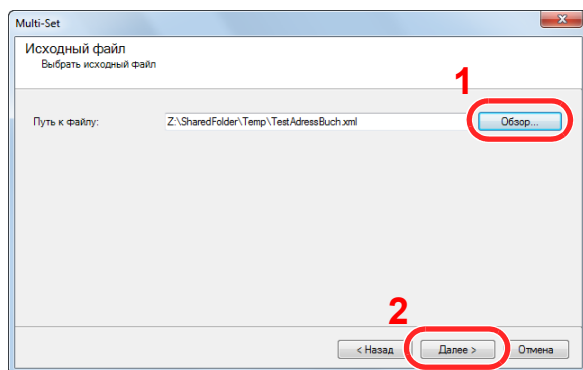 Multi-Set
Исходный файл
Выбрать исходный файл
1
Путь к файлу:
Z:\SharedFolder\Temp\TestAdressBuch.xml
Обзор...
2
< Назад
Далее >
Отмена